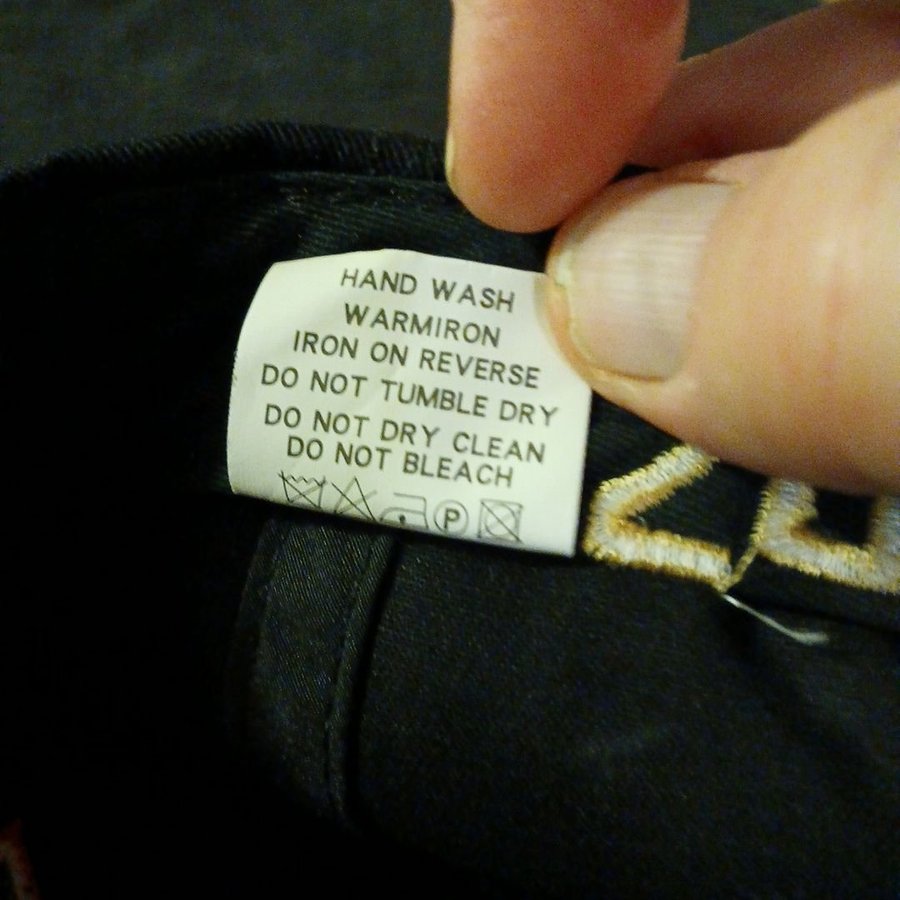 HAND WASH
WARMIRON
IRON ON REVERSE
DO NOT TUMBLE DRY
DO NOT DRY CLEAN
DO NOT BLEACH
P